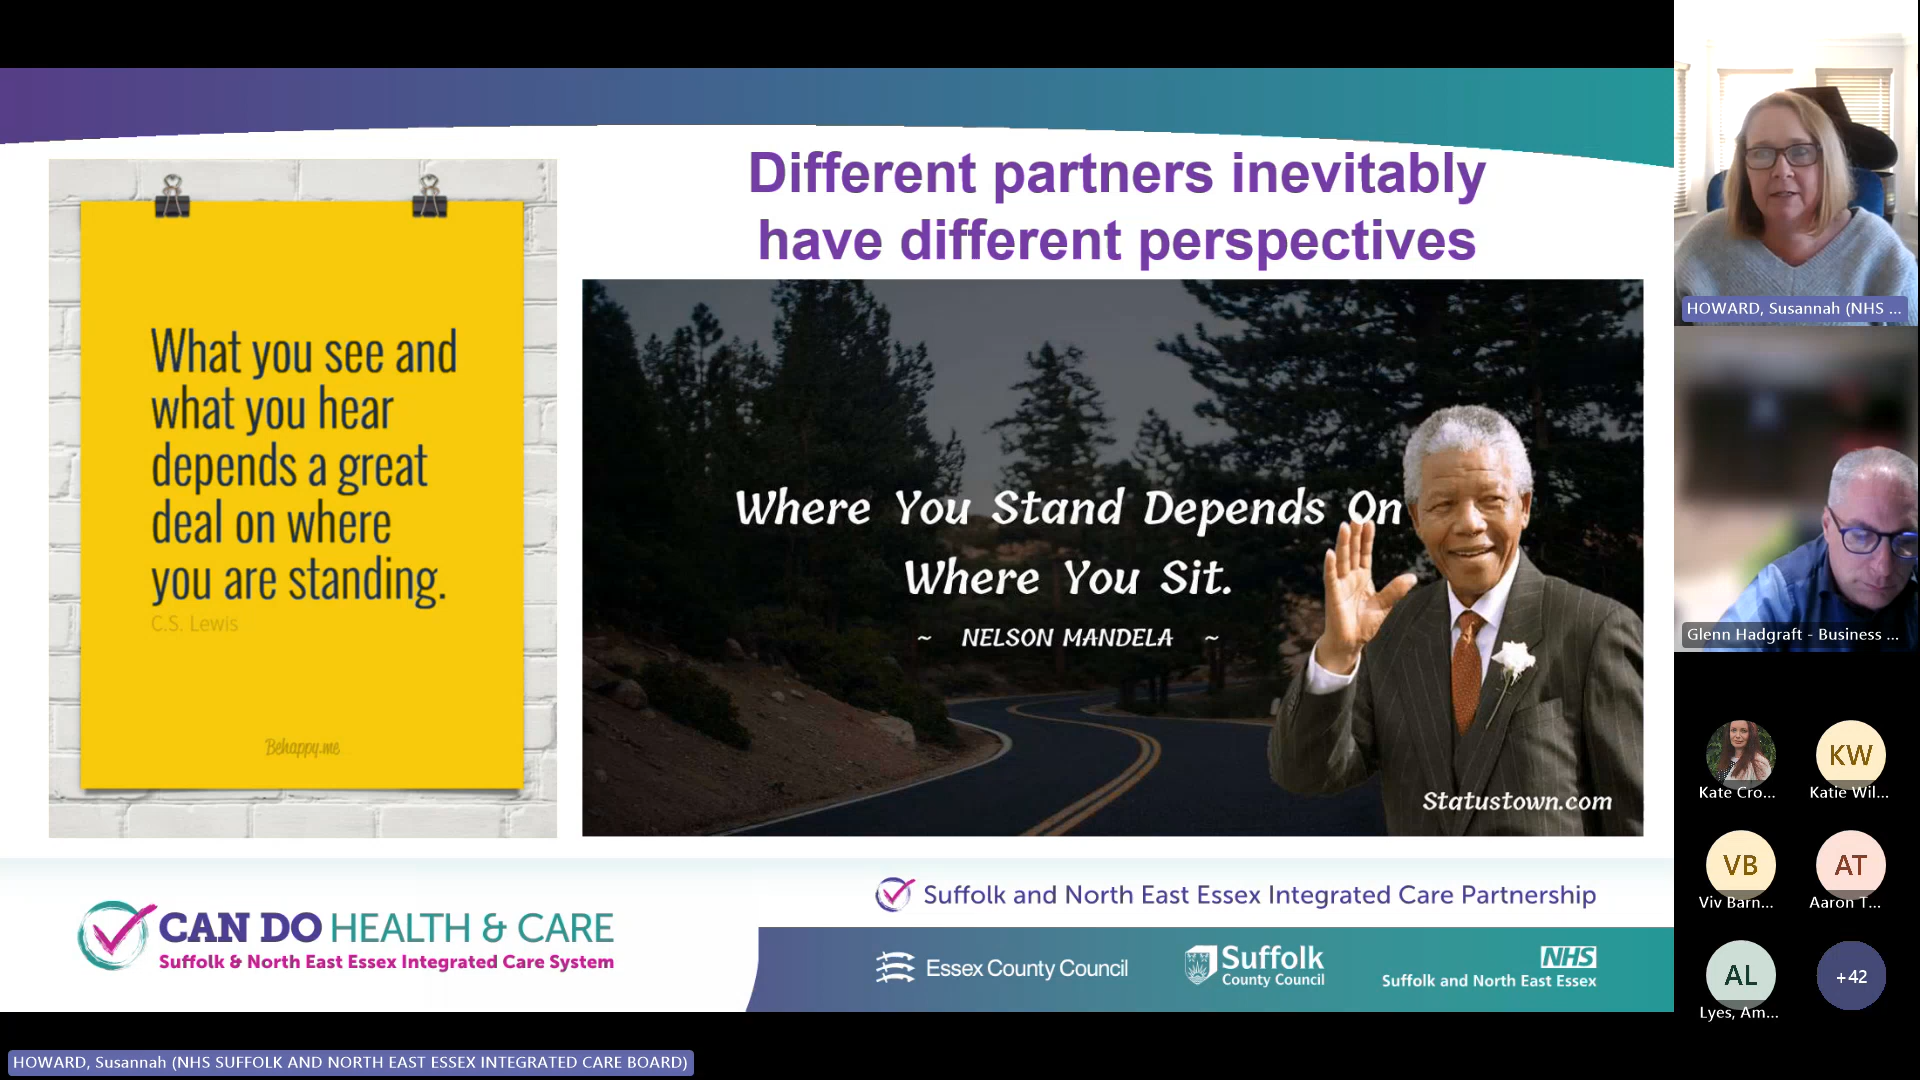 Different partners inevitably
have different perspectives
What you see and
what you hear
depends a great
deal on where
you are standing.
C.S. Lewis
Behappy.me
Where You Stand Depends On
Where You Sit.
~ NELSON MANDELA ~
Statustown.com
CAN DO HEALTH & CARE
Suffolk & North East Essex Integrated Care System
Suffolk and North East Essex Integrated Care Partnership
Essex County Council
Suffolk
County Council
NHS
Suffolk and North East Essex
HOWARD, Susannah (NHS SUFFOLK AND NORTH EAST ESSEX INTEGRATED CARE BOARD)
HOWARD, Susannah (NHS ...
Glenn Hadgraft - Business ...
Kate Cro...
KW
Katie Wil...
VB
Viv Barn...
AT
Aaron T...
AL
Lyes, Am...
+42